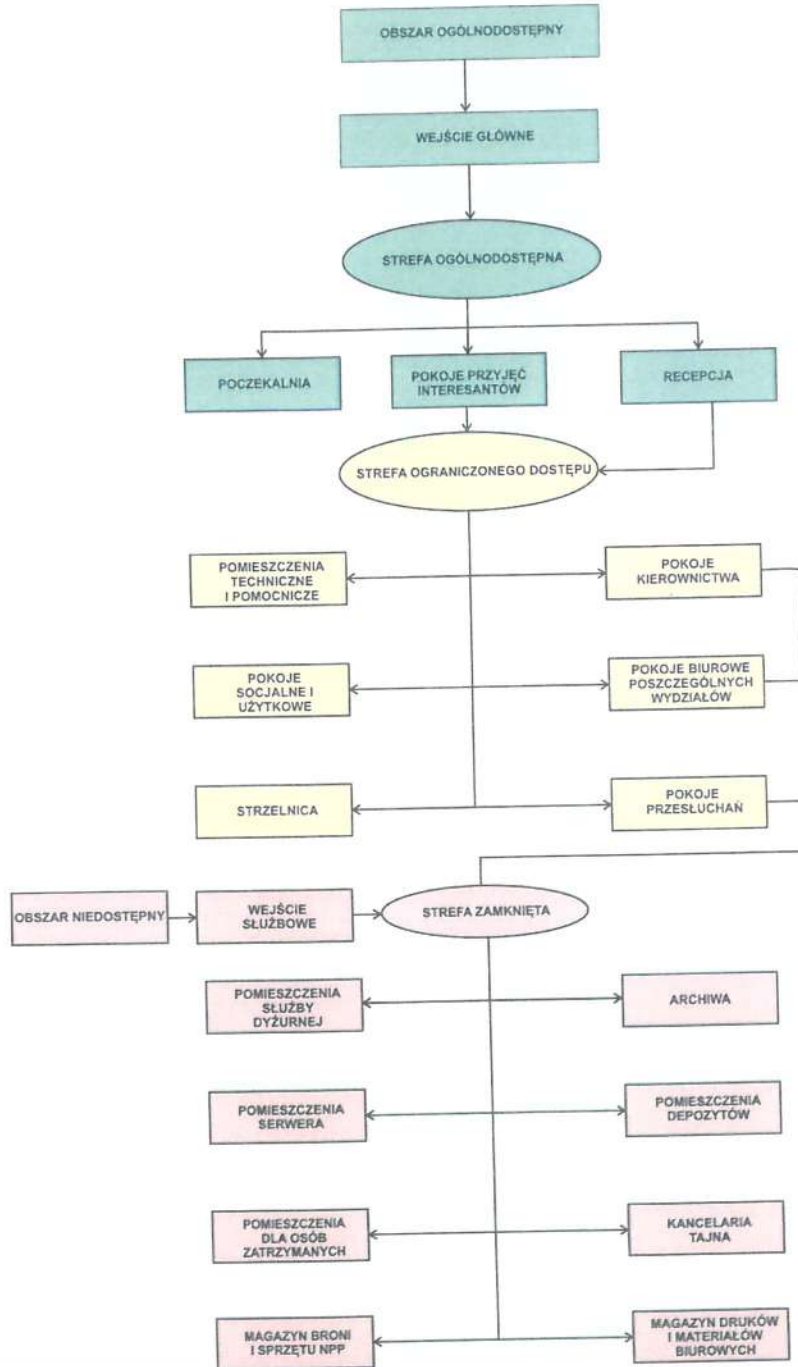 OBSZAR OGÓLNODOSTĘPNY
WEJŚCIE GŁÓWNE
STREFA OGÓLNODOSTĘPNA
POCZEKALNIA
POKOJE PRZYJĘĆ
INTERESANTÓW
RECEPCJA
STREFA OGRANICZONEGO DOSTĘPU
POMIESZCZENIA
TECHNICZNE
I POMOCNICZE
POKOJE
KIEROWNICTWA
POKOJE
SOCJALNE I
UŻYTKOWE
POKOJE BIUROWE
POSZCZEGÓLNYCH
WYDZIAŁÓW
STRZELNICA
POKOJE
PRZESŁUCHAŃ
OBSZAR NIEDOSTĘPNY
WEJŚCIE
SŁUŻBOWE
STREFA ZAMKNIĘTA
POMIESZCZENIA
SŁUŻBY
DYŻURNEJ
ARCHIWA
POMIESZCZENIA
SERWERA
POMIESZCZENIA
DEPOZYTÓW
POMIESZCZENIA
DLA OSÓB
ZATRZYMANYCH
KANCELARIA
TAJNA
MAGAZYN BRONI
I SPRZĘTU NPP
MAGAZYN DRUKÓW
I MATERIAŁÓW
BIUROWYCH